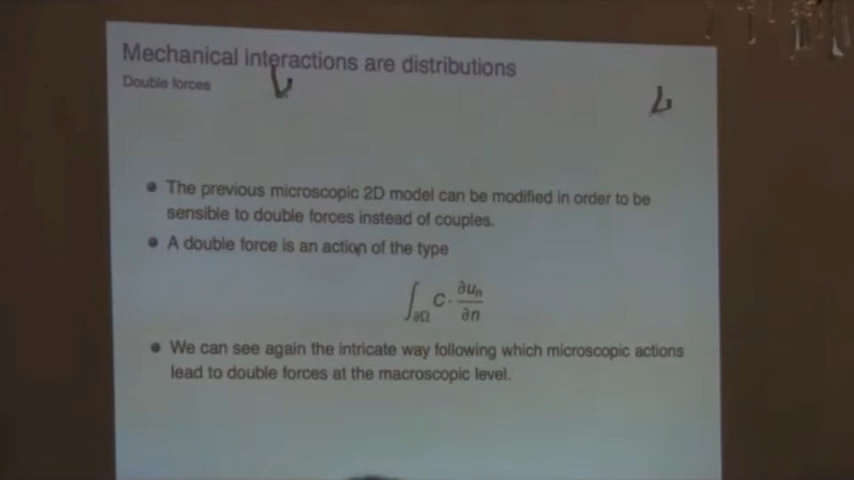 Mechanical interactions are distributions
Double forces
• The previous microscopic 2D model can be modified in order to be
sensible to double forces instead of couples.
• A double force is an action of the type
∫_{∂Ω} C · ∂u_n/∂n
• We can see again the intricate way following which microscopic actions
lead to double forces at the macroscopic level.